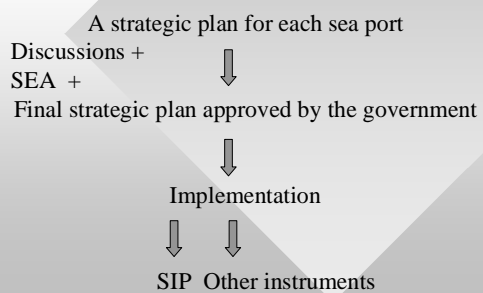 A strategic plan for each sea port
Discussions +
SEA +
Final strategic plan approved by the government
Implementation
SIP Other instruments